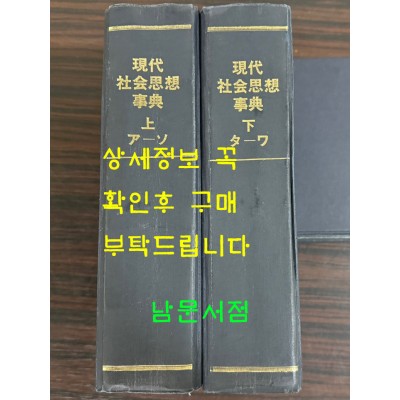 現代
社会思想
事典
上
アーソ
現代
社会思想
事典
下
ターワ
상세정보 꼭
확인후 구매
부탁드립니다
남문서점